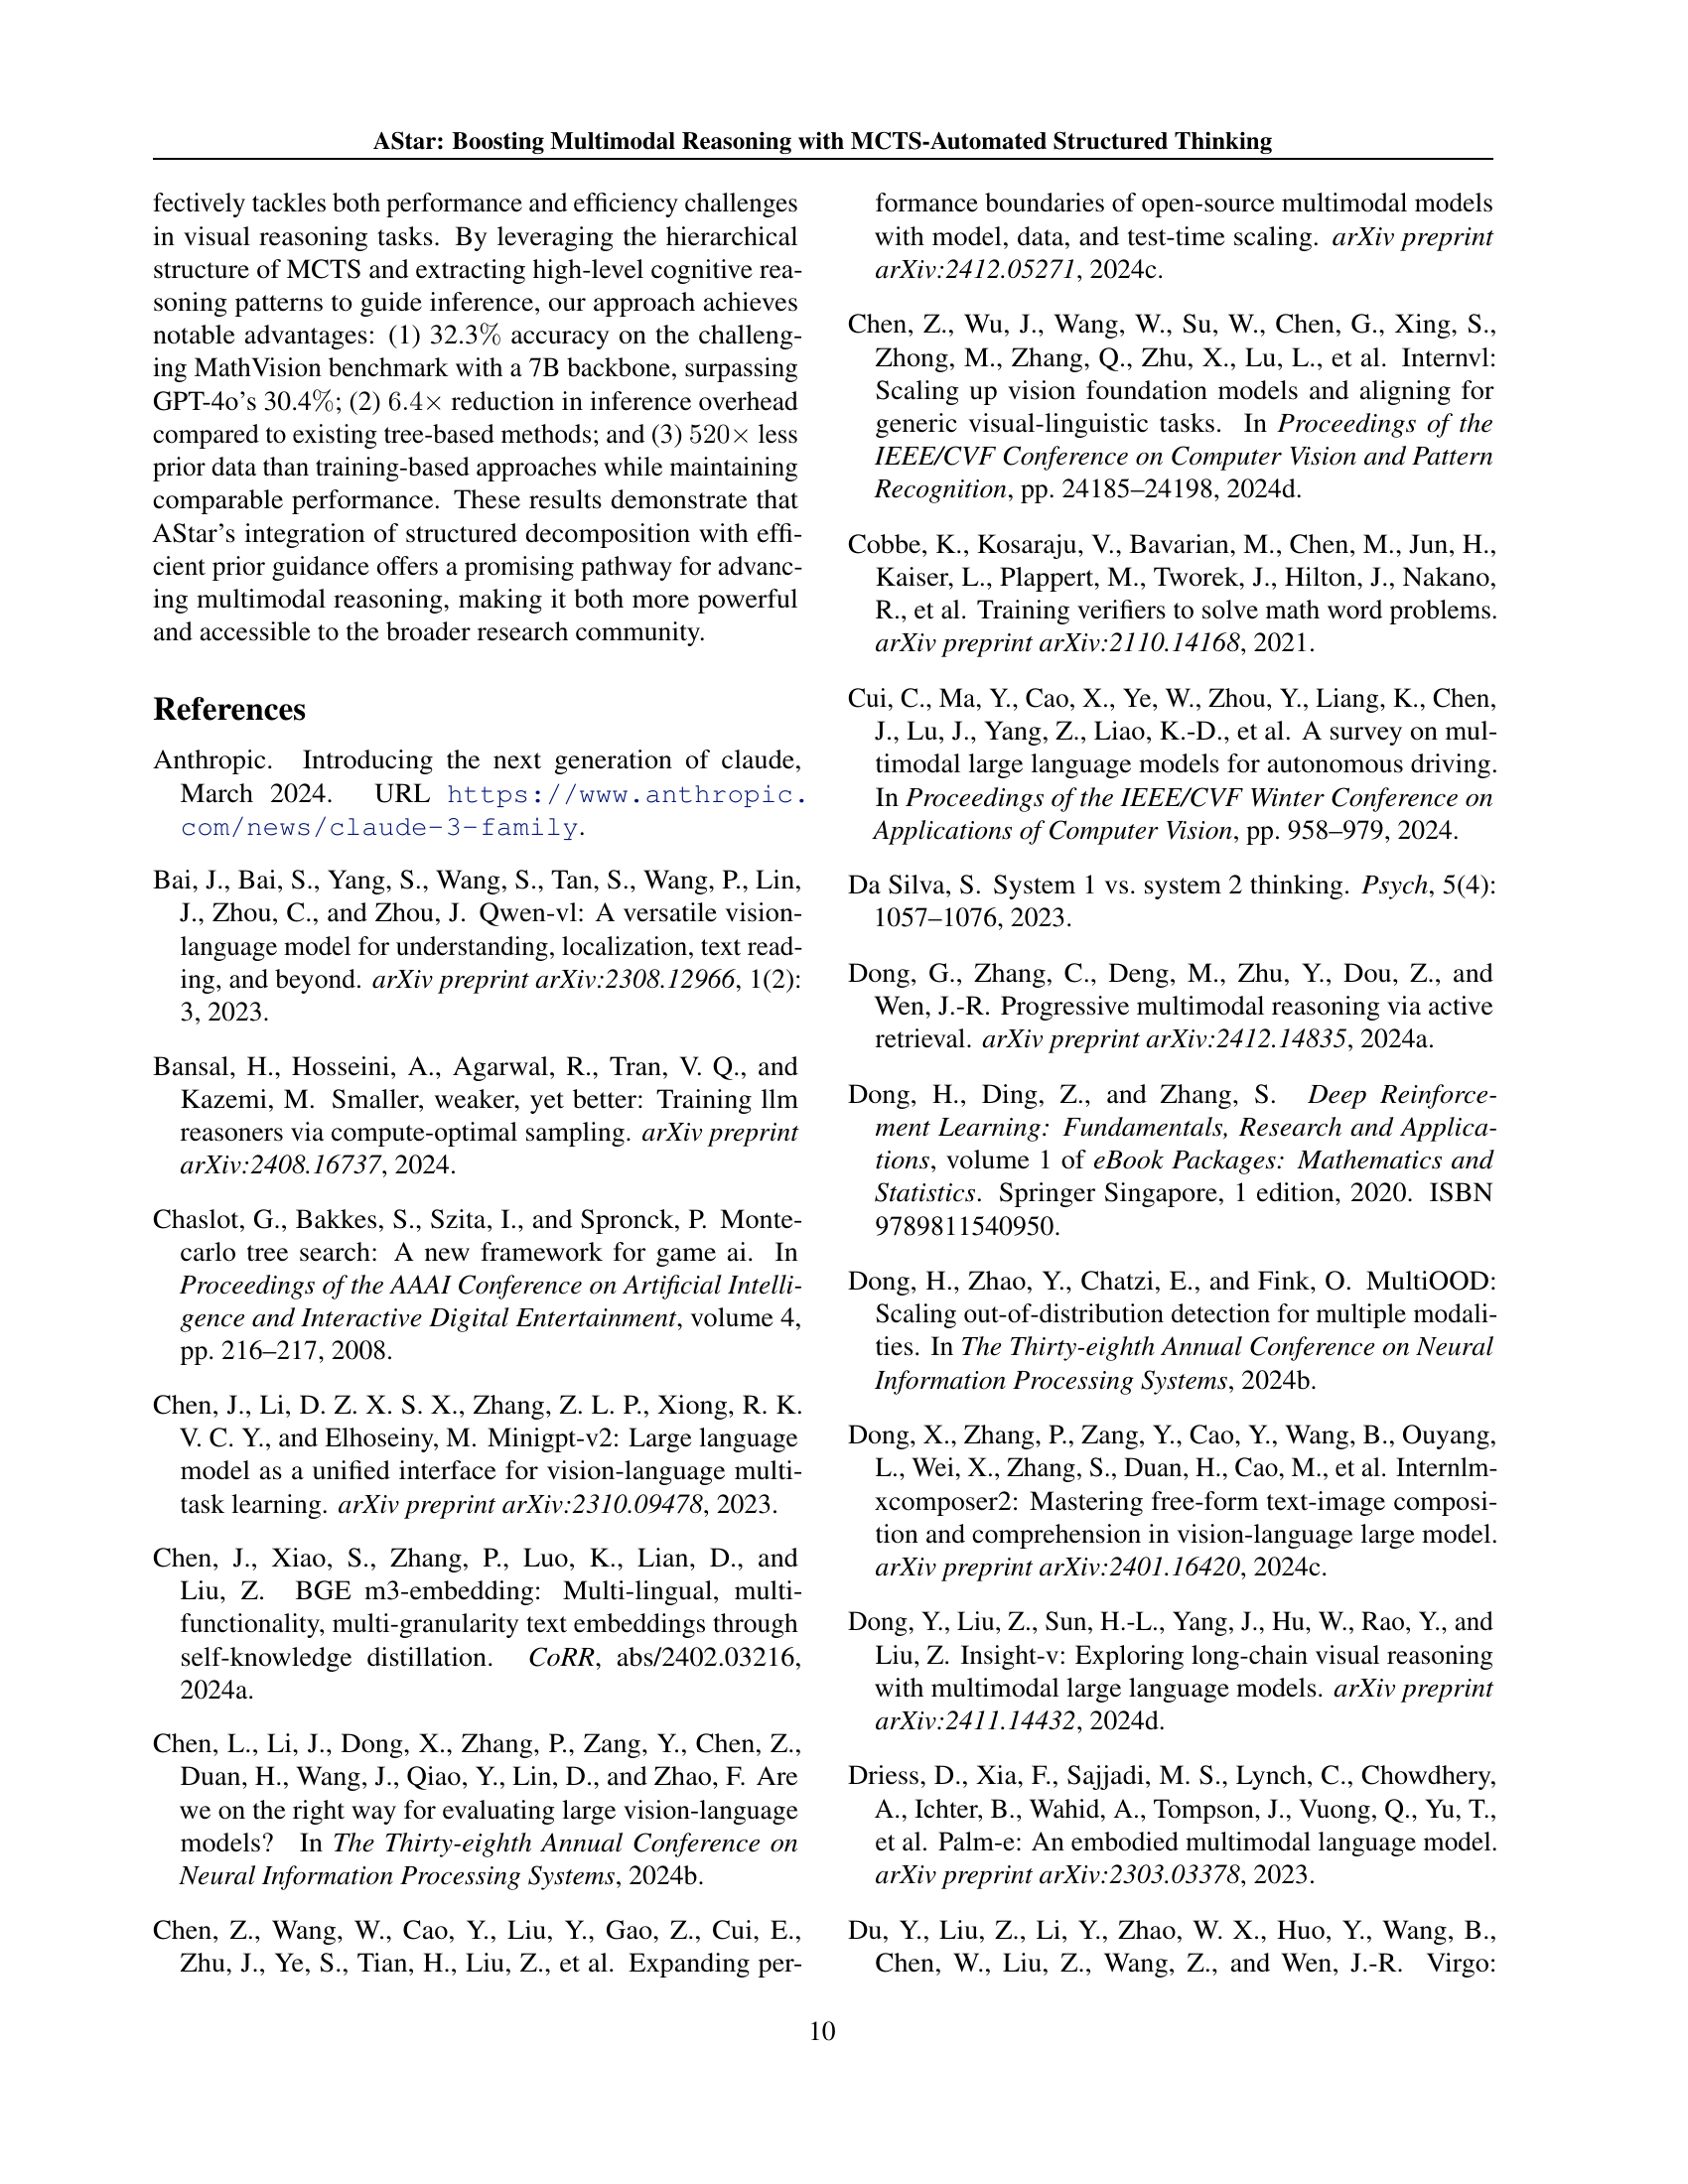 AStar: Boosting Multimodal Reasoning with MCTS-Automated Structured Thinking
fectively tackles both performance and efficiency challenges
in visual reasoning tasks. By leveraging the hierarchical
structure of MCTS and extracting high-level cognitive rea-
soning patterns to guide inference, our approach achieves
notable advantages: (1) 32.3% accuracy on the challeng-
ing MathVision benchmark with a 7B backbone, surpassing
GPT-4o's 30.4%; (2) 6.4× reduction in inference overhead
compared to existing tree-based methods; and (3) 520× less
prior data than training-based approaches while maintaining
comparable performance. These results demonstrate that
AStar's integration of structured decomposition with effi-
cient prior guidance offers a promising pathway for advanc-
ing multimodal reasoning, making it both more powerful
and accessible to the broader research community.
References
Anthropic. Introducing the next generation of claude,
March 2024. URL https://www.anthropic.
com/news/claude-3-family.
Bai, J., Bai, S., Yang, S., Wang, S., Tan, S., Wang, P., Lin,
J., Zhou, C., and Zhou, J. Qwen-vl: A versatile vision-
language model for understanding, localization, text read-
ing, and beyond. arXiv preprint arXiv:2308.12966, 1(2):
3, 2023.
Bansal, H., Hosseini, A., Agarwal, R., Tran, V. Q., and
Kazemi, M. Smaller, weaker, yet better: Training llm
reasoners via compute-optimal sampling. arXiv preprint
arXiv:2408.16737, 2024.
Chaslot, G., Bakkes, S., Szita, I., and Spronck, P. Monte-
carlo tree search: A new framework for game ai. In
Proceedings of the AAAI Conference on Artificial Intelli-
gence and Interactive Digital Entertainment, volume 4,
pp. 216–217, 2008.
Chen, J., Li, D. Z. X. S. X., Zhang, Z. L. P., Xiong, R. K.
V. C. Y., and Elhoseiny, M. Minigpt-v2: Large language
model as a unified interface for vision-language multi-
task learning. arXiv preprint arXiv:2310.09478, 2023.
Chen, J., Xiao, S., Zhang, P., Luo, K., Lian, D., and
Liu, Z. BGE m3-embedding: Multi-lingual, multi-
functionality, multi-granularity text embeddings through
self-knowledge distillation. CoRR, abs/2402.03216,
2024a.
Chen, L., Li, J., Dong, X., Zhang, P., Zang, Y., Chen, Z.,
Duan, H., Wang, J., Qiao, Y., Lin, D., and Zhao, F. Are
we on the right way for evaluating large vision-language
models? In The Thirty-eighth Annual Conference on
Neural Information Processing Systems, 2024b.
Chen, Z., Wang, W., Cao, Y., Liu, Y., Gao, Z., Cui, E.,
Zhu, J., Ye, S., Tian, H., Liu, Z., et al. Expanding per-
formance boundaries of open-source multimodal models
with model, data, and test-time scaling. arXiv preprint
arXiv:2412.05271, 2024c.
Chen, Z., Wu, J., Wang, W., Su, W., Chen, G., Xing, S.,
Zhong, M., Zhang, Q., Zhu, X., Lu, L., et al. Internvl:
Scaling up vision foundation models and aligning for
generic visual-linguistic tasks. In Proceedings of the
IEEE/CVF Conference on Computer Vision and Pattern
Recognition, pp. 24185–24198, 2024d.
Cobbe, K., Kosaraju, V., Bavarian, M., Chen, M., Jun, H.,
Kaiser, L., Plappert, M., Tworek, J., Hilton, J., Nakano,
R., et al. Training verifiers to solve math word problems.
arXiv preprint arXiv:2110.14168, 2021.
Cui, C., Ma, Y., Cao, X., Ye, W., Zhou, Y., Liang, K., Chen,
J., Lu, J., Yang, Z., Liao, K.-D., et al. A survey on mul-
timodal large language models for autonomous driving.
In Proceedings of the IEEE/CVF Winter Conference on
Applications of Computer Vision, pp. 958–979, 2024.
Da Silva, S. System 1 vs. system 2 thinking. Psych, 5(4):
1057–1076, 2023.
Dong, G., Zhang, C., Deng, M., Zhu, Y., Dou, Z., and
Wen, J.-R. Progressive multimodal reasoning via active
retrieval. arXiv preprint arXiv:2412.14835, 2024a.
Dong, H., Ding, Z., and Zhang, S. Deep Reinforce-
ment Learning: Fundamentals, Research and Applica-
tions, volume 1 of eBook Packages: Mathematics and
Statistics. Springer Singapore, 1 edition, 2020. ISBN
9789811540950.
Dong, H., Zhao, Y., Chatzi, E., and Fink, O. MultiOOD:
Scaling out-of-distribution detection for multiple modali-
ties. In The Thirty-eighth Annual Conference on Neural
Information Processing Systems, 2024b.
Dong, X., Zhang, P., Zang, Y., Cao, Y., Wang, B., Ouyang,
L., Wei, X., Zhang, S., Duan, H., Cao, M., et al. Internlm-
xcomposer2: Mastering free-form text-image composi-
tion and comprehension in vision-language large model.
arXiv preprint arXiv:2401.16420, 2024c.
Dong, Y., Liu, Z., Sun, H.-L., Yang, J., Hu, W., Rao, Y., and
Liu, Z. Insight-v: Exploring long-chain visual reasoning
with multimodal large language models. arXiv preprint
arXiv:2411.14432, 2024d.
Driess, D., Xia, F., Sajjadi, M. S., Lynch, C., Chowdhery,
A., Ichter, B., Wahid, A., Tompson, J., Vuong, Q., Yu, T.,
et al. Palm-e: An embodied multimodal language model.
arXiv preprint arXiv:2303.03378, 2023.
Du, Y., Liu, Z., Li, Y., Zhao, W. X., Huo, Y., Wang, B.,
Chen, W., Liu, Z., Wang, Z., and Wen, J.-R. Virgo:
10